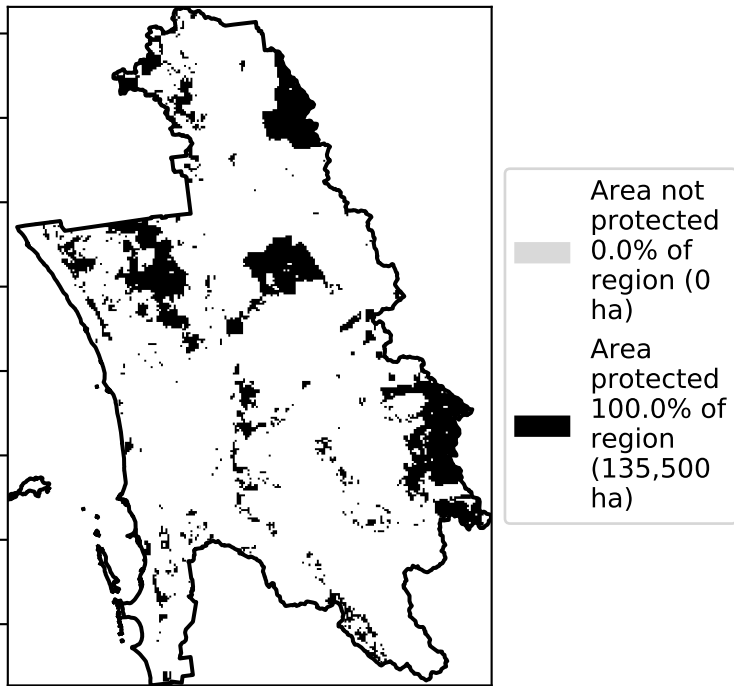 Area not
protected
0.0% of
region (0
ha)
Area
protected
100.0% of
region
(135,500
ha)